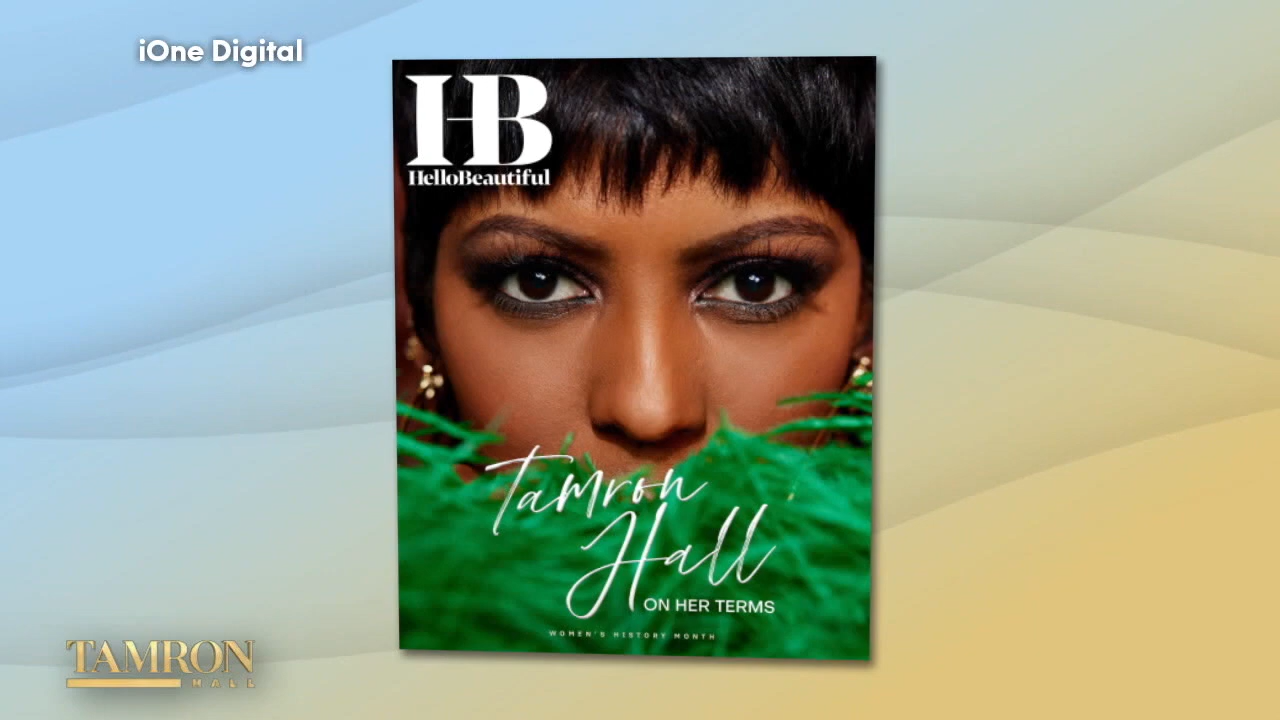 iOne Digital
HB
HelloBeautiful
Tamron
Hall
ON HER TERMS
WOMEN'S HISTORY MONTH
TAMRON
HALL